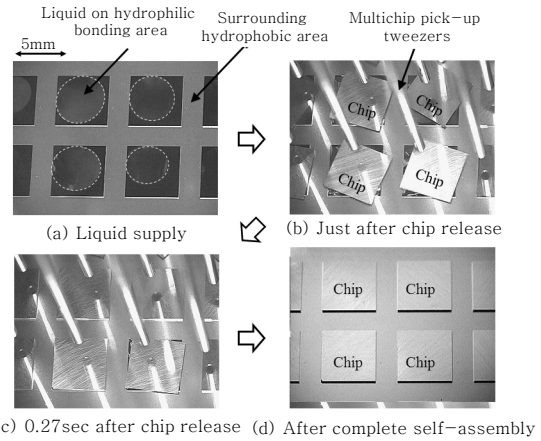 Liquid on hydrophilic
bonding area
Surrounding
hydrophobic area
Multichip pick-up
tweezers
5mm
Chip
Chip
Chip
Chip
(a) Liquid supply
(b) Just after chip release
Chip
Chip
Chip
Chip
c) 0.27sec after chip release
(d) After complete self-assembly